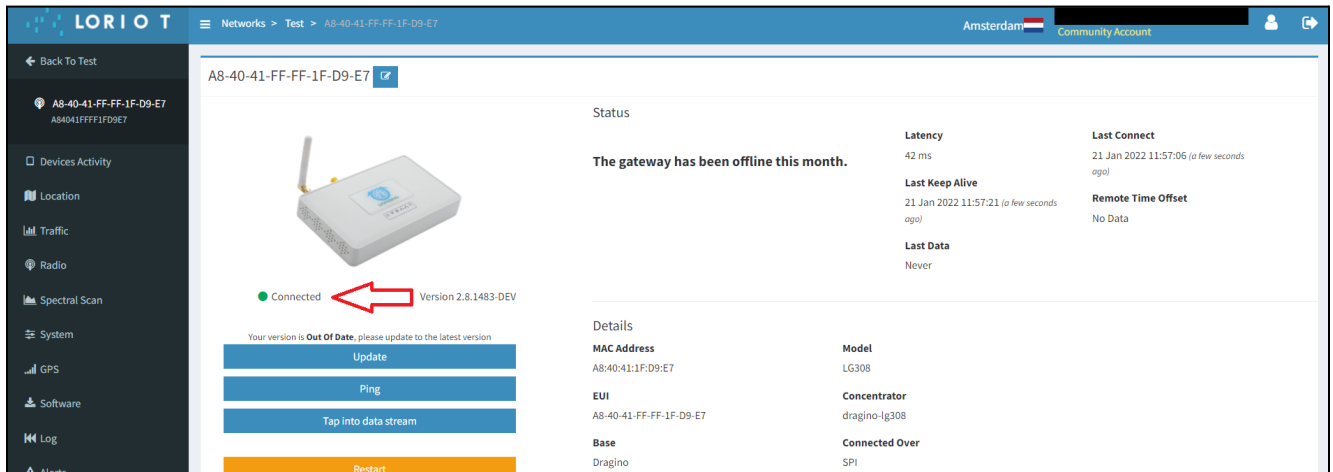 LORIOT
Networks > Test > A8-40-41-FF-FF-1F-D9-E7
Amsterdam
Community Account
Back To Test
A8-40-41-FF-FF-1F-D9-E7
A84041FFFF1FD9E7
Devices Activity
Location
Traffic
Radio
Spectral Scan
System
GPS
Software
Log
Alerts
A8-40-41-FF-FF-1F-D9-E7
Connected
Version 2.8.1483-DEV
Your version is Out Of Date, please update to the latest version
Update
Ping
Tap into data stream
Restart
Status
The gateway has been offline this month.
Latency
42 ms
Last Keep Alive
21 Jan 2022 11:57:21 (a few seconds
ago)
Last Data
Never
Last Connect
21 Jan 2022 11:57:06 (a few seconds
ago)
Remote Time Offset
No Data
Details
MAC Address
A8:40:41:1F:D9:E7
EUI
A8-40-41-FF-FF-1F-D9-E7
Base
Dragino
Model
LG308
Concentrator
dragino-lg308
Connected Over
SPI